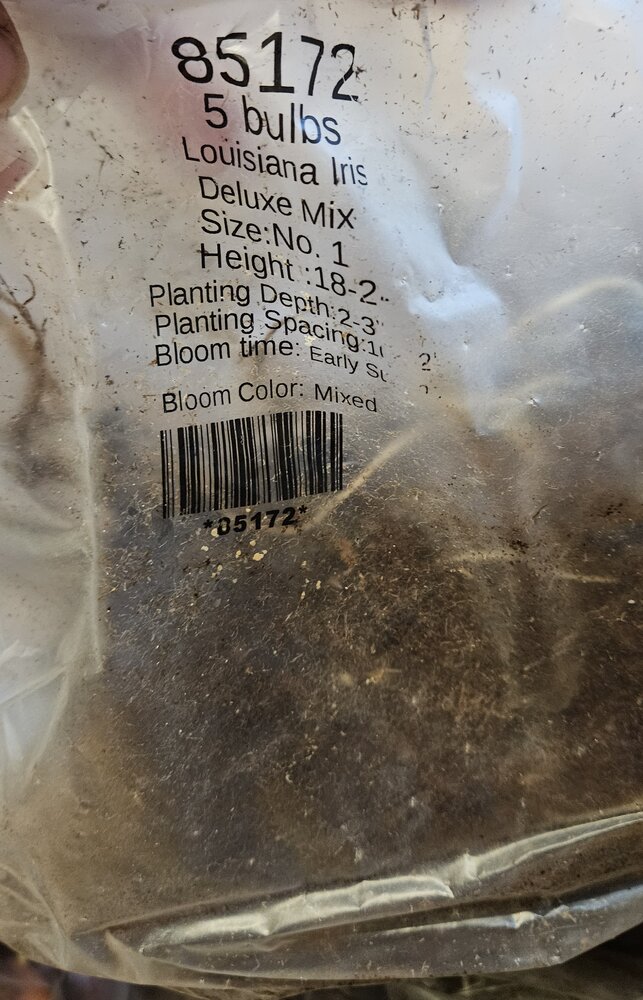 85172
5 bulbs
Louisiana Iris
Deluxe Mix
Size:No. 1
Height :18-2
Planting Depth:2-3"
Planting Spacing:
Bloom time: Early
Bloom Color: Mixed
*85172*